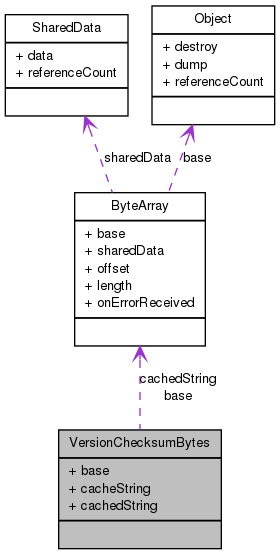 SharedData
+ data
+ referenceCount
Object
+ destroy
+ dump
+ referenceCount
sharedData
base
ByteArray
+ base
+ sharedData
+ offset
+ length
+ onErrorReceived
cachedString
base
VersionChecksumBytes
+ base
+ cacheString
+ cachedString